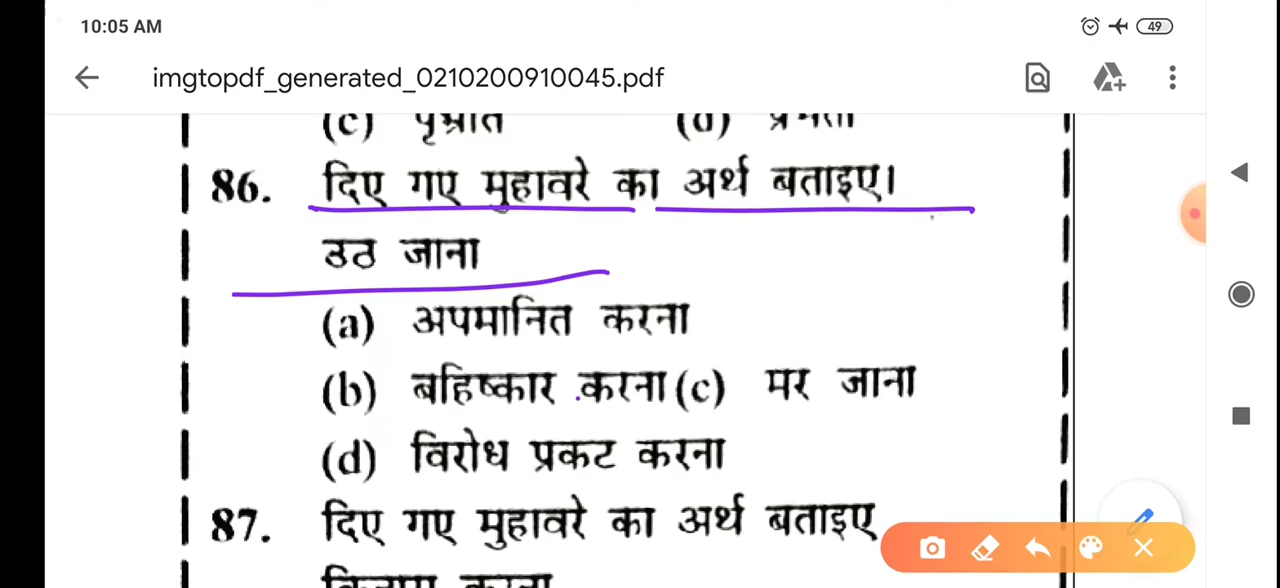 10:05 AM
49
imgtopdf_generated_0210200910045.pdf
(c)
(d)
86. दिए गए मुहावरे का अर्थ बताइए।
उठ जाना
(a) अपमानित करना
(b) बहिष्कार करना (c) मर जाना
(d) विरोध प्रकट करना
87. दिए गए मुहावरे का अर्थ बताइए
करना